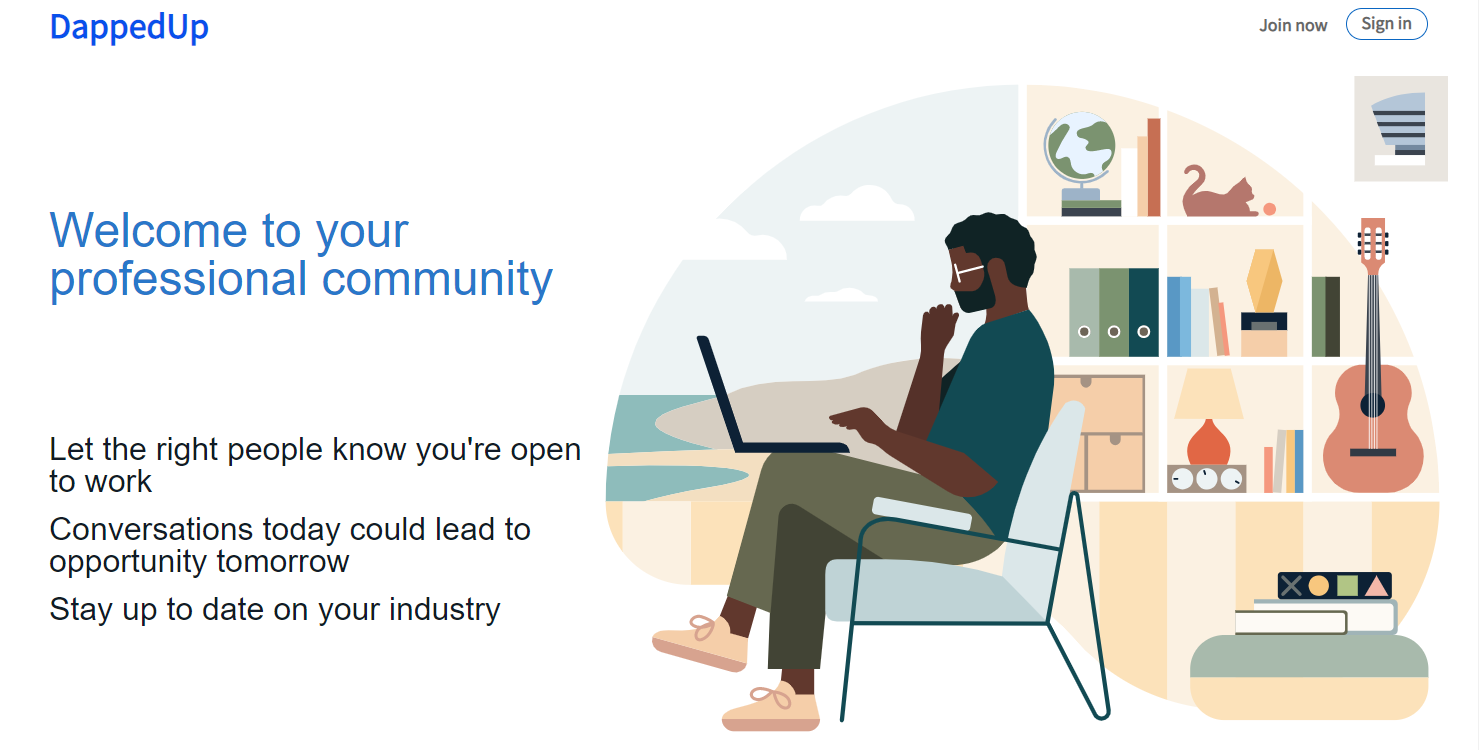 DappedUp
Join now
Sign in
Welcome to your
professional community
Let the right people know you're open
to work
Conversations today could lead to
opportunity tomorrow
Stay up to date on your industry